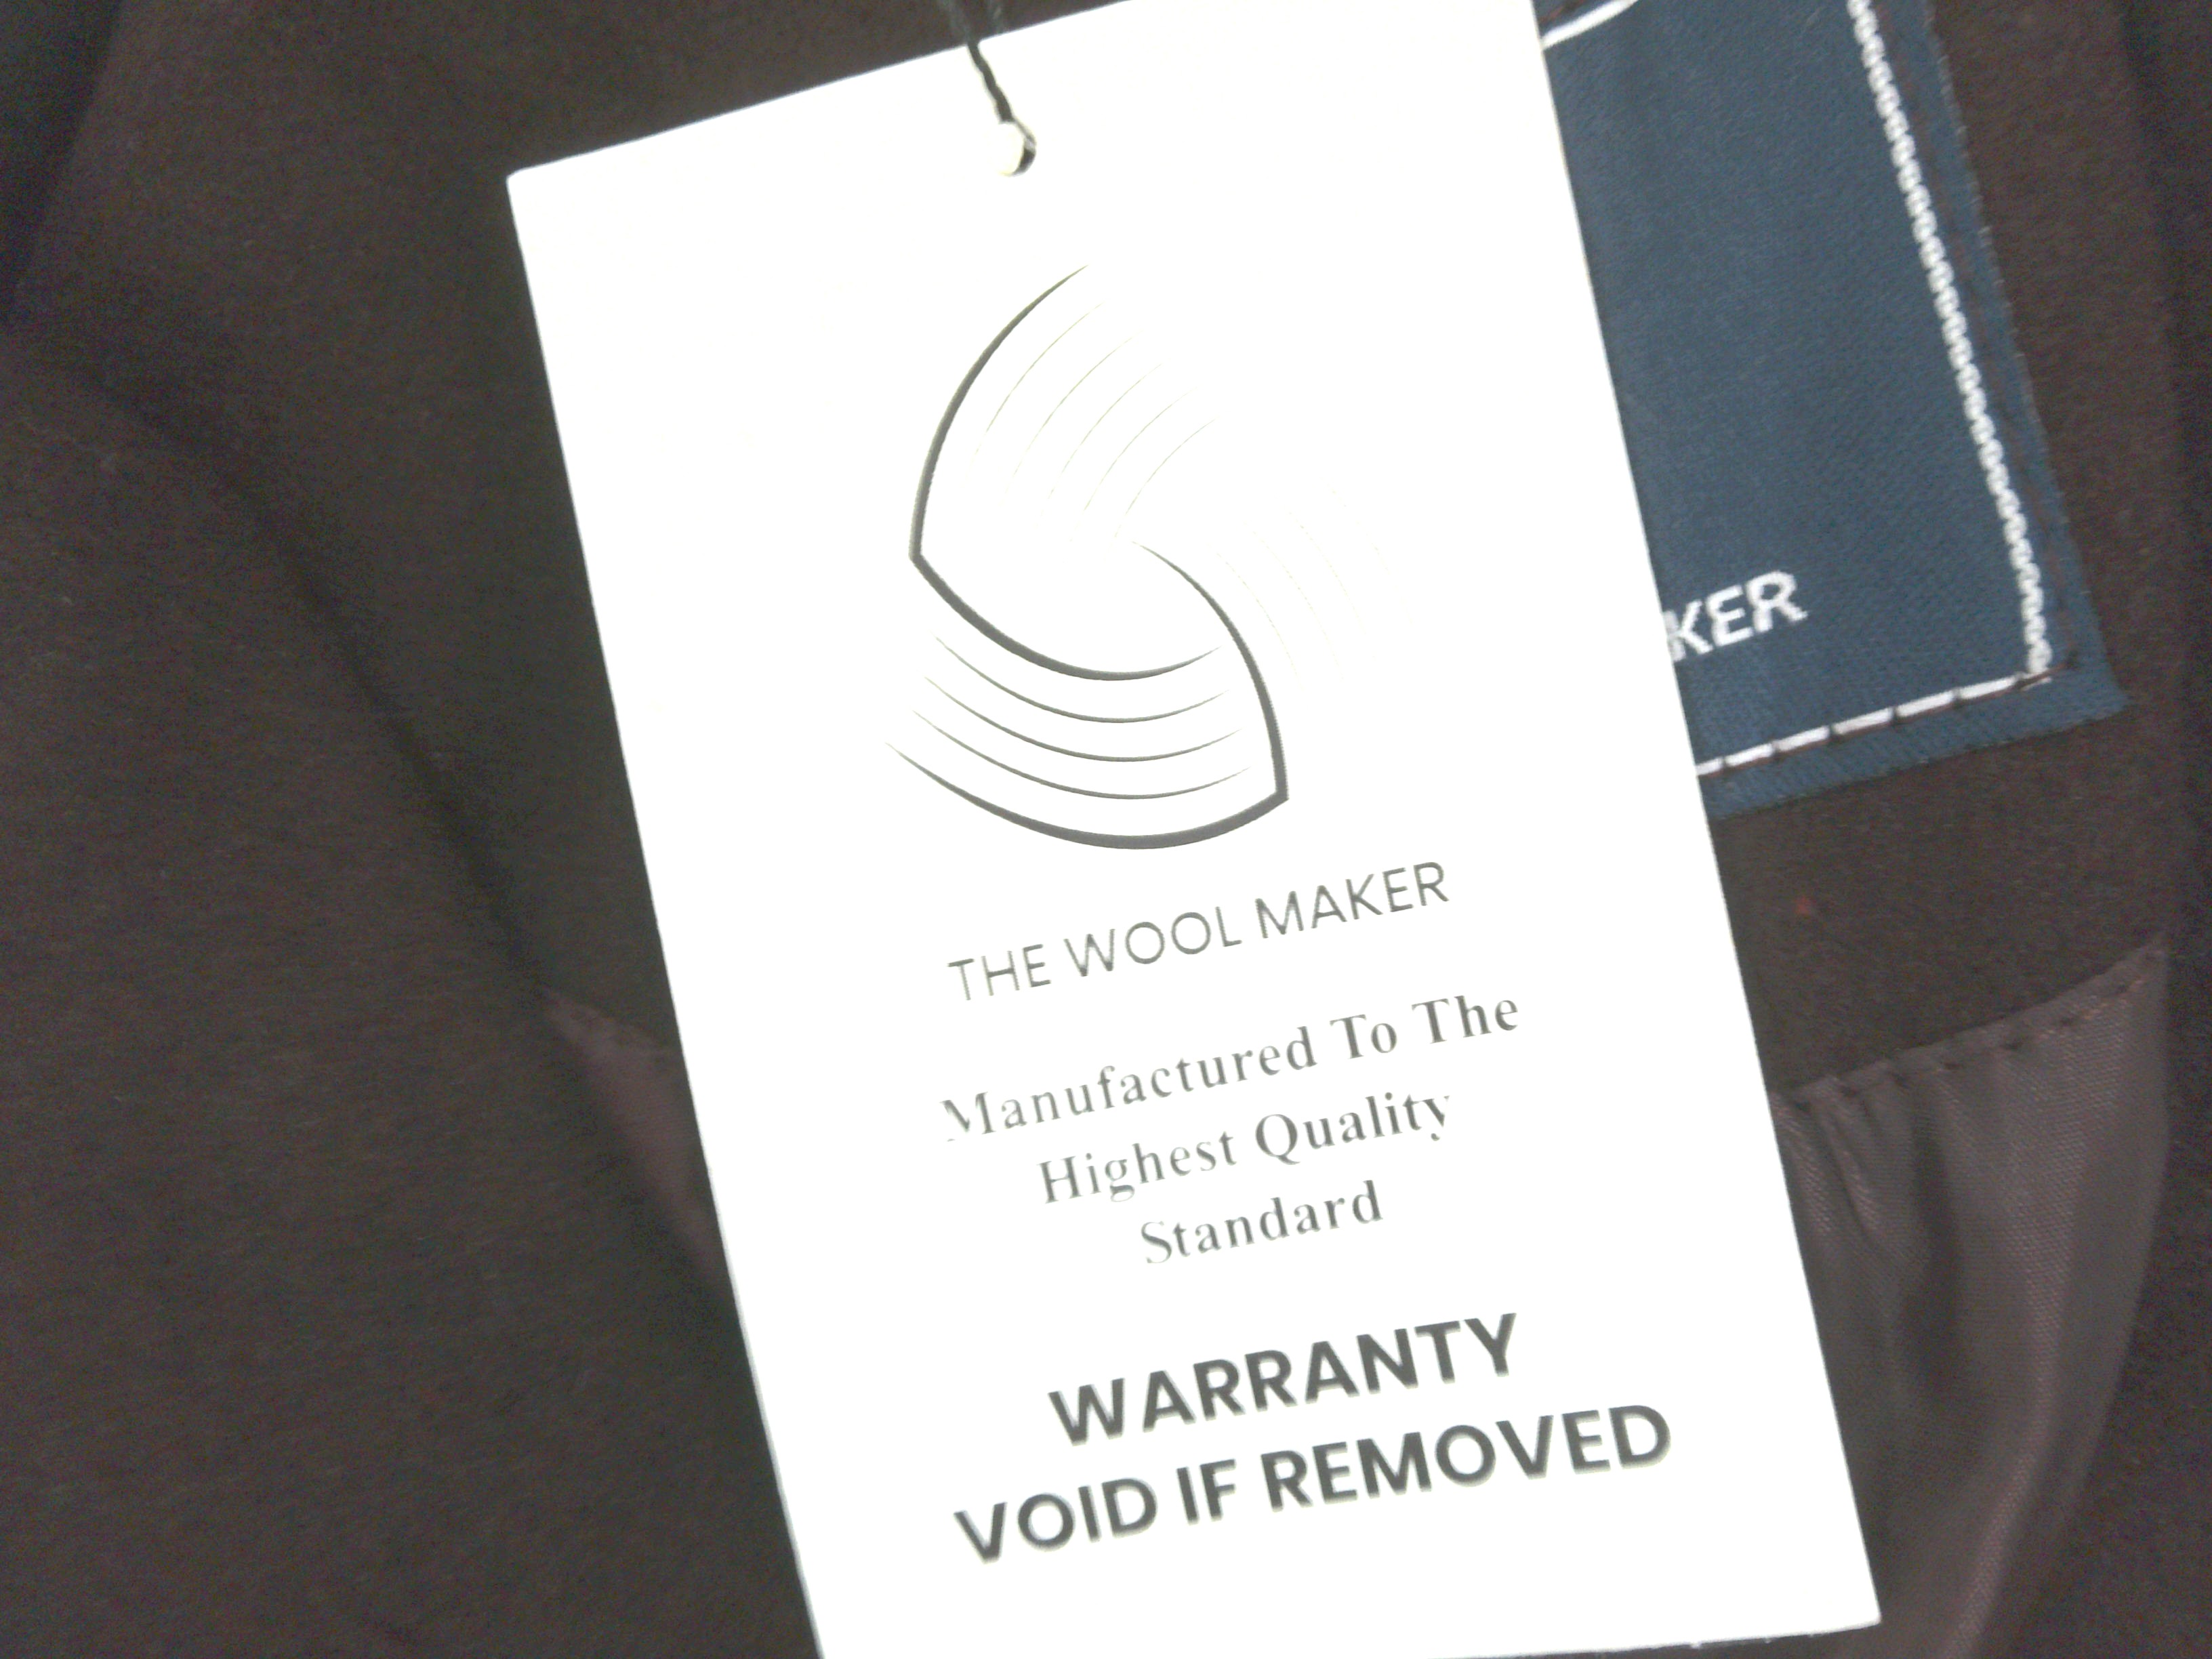 THE WOOL MAKER
Manufactured To The
Highest Quality
Standard
WARRANTY
VOID IF REMOVED
KER